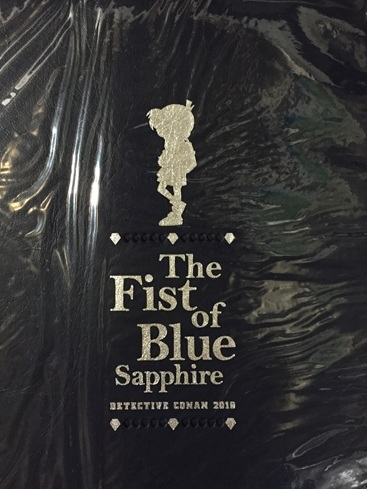 The
Fist
of
Blue
Sapphire
DETECTIVE CONAN 2019